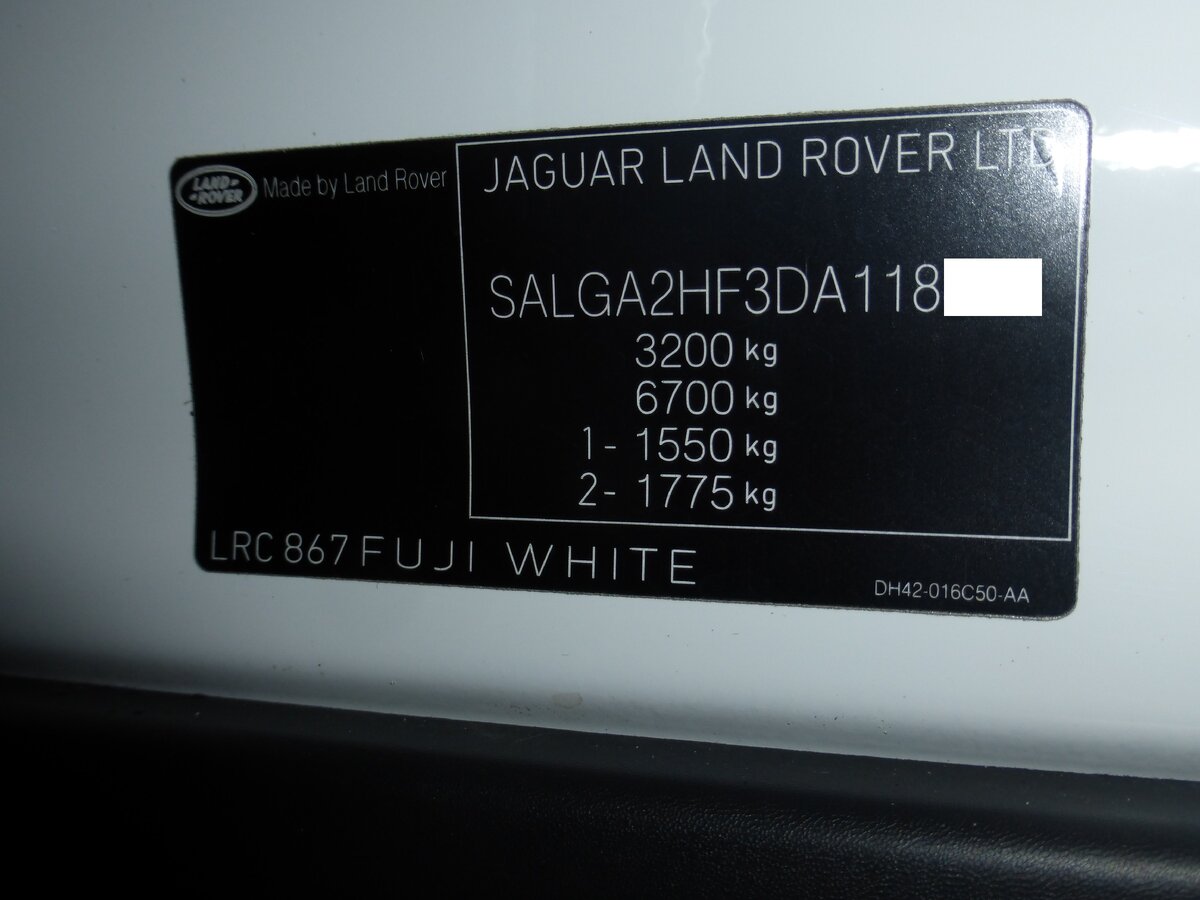 LAND-
-ROVER
Made by Land Rover
JAGUAR LAND ROVER LTD
SALGA2HF3DA118
3200 kg
6700 kg
1- 1550 kg
2- 1775 kg
LRC 867 FUJI WHITE
DH42-016C50-AA